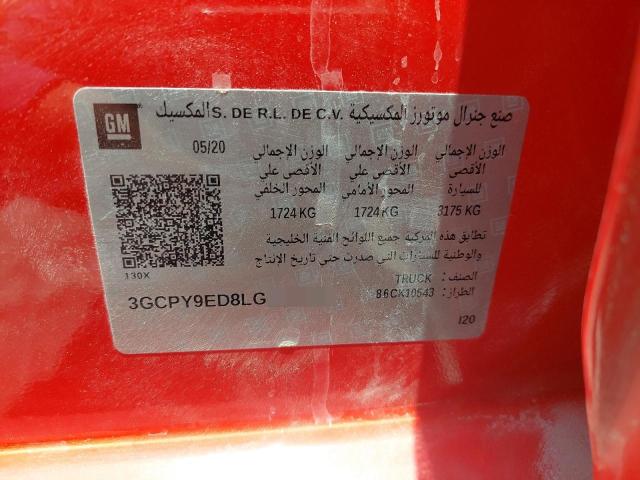 GM
صنع جنرال موتورز المكسيكية .S. DE R.L. DE C.V المكسيك
05/20
الوزن الإجمالي الأقصى للسيارة
الوزن الإجمالي الأقصى على المحور الأمامي
الوزن الإجمالي الأقصى على المحور الخلفي
3175 KG
1724 KG
1724 KG
تطابق هذه المركبة جميع اللوائح الفنية الخليجية
والوطنية للسيارات التي صدرت حتى تاريخ الانتاج
130X
الصنف : TRUCK
الطراز: 86CK10543
3GCPY9ED8LG
I20